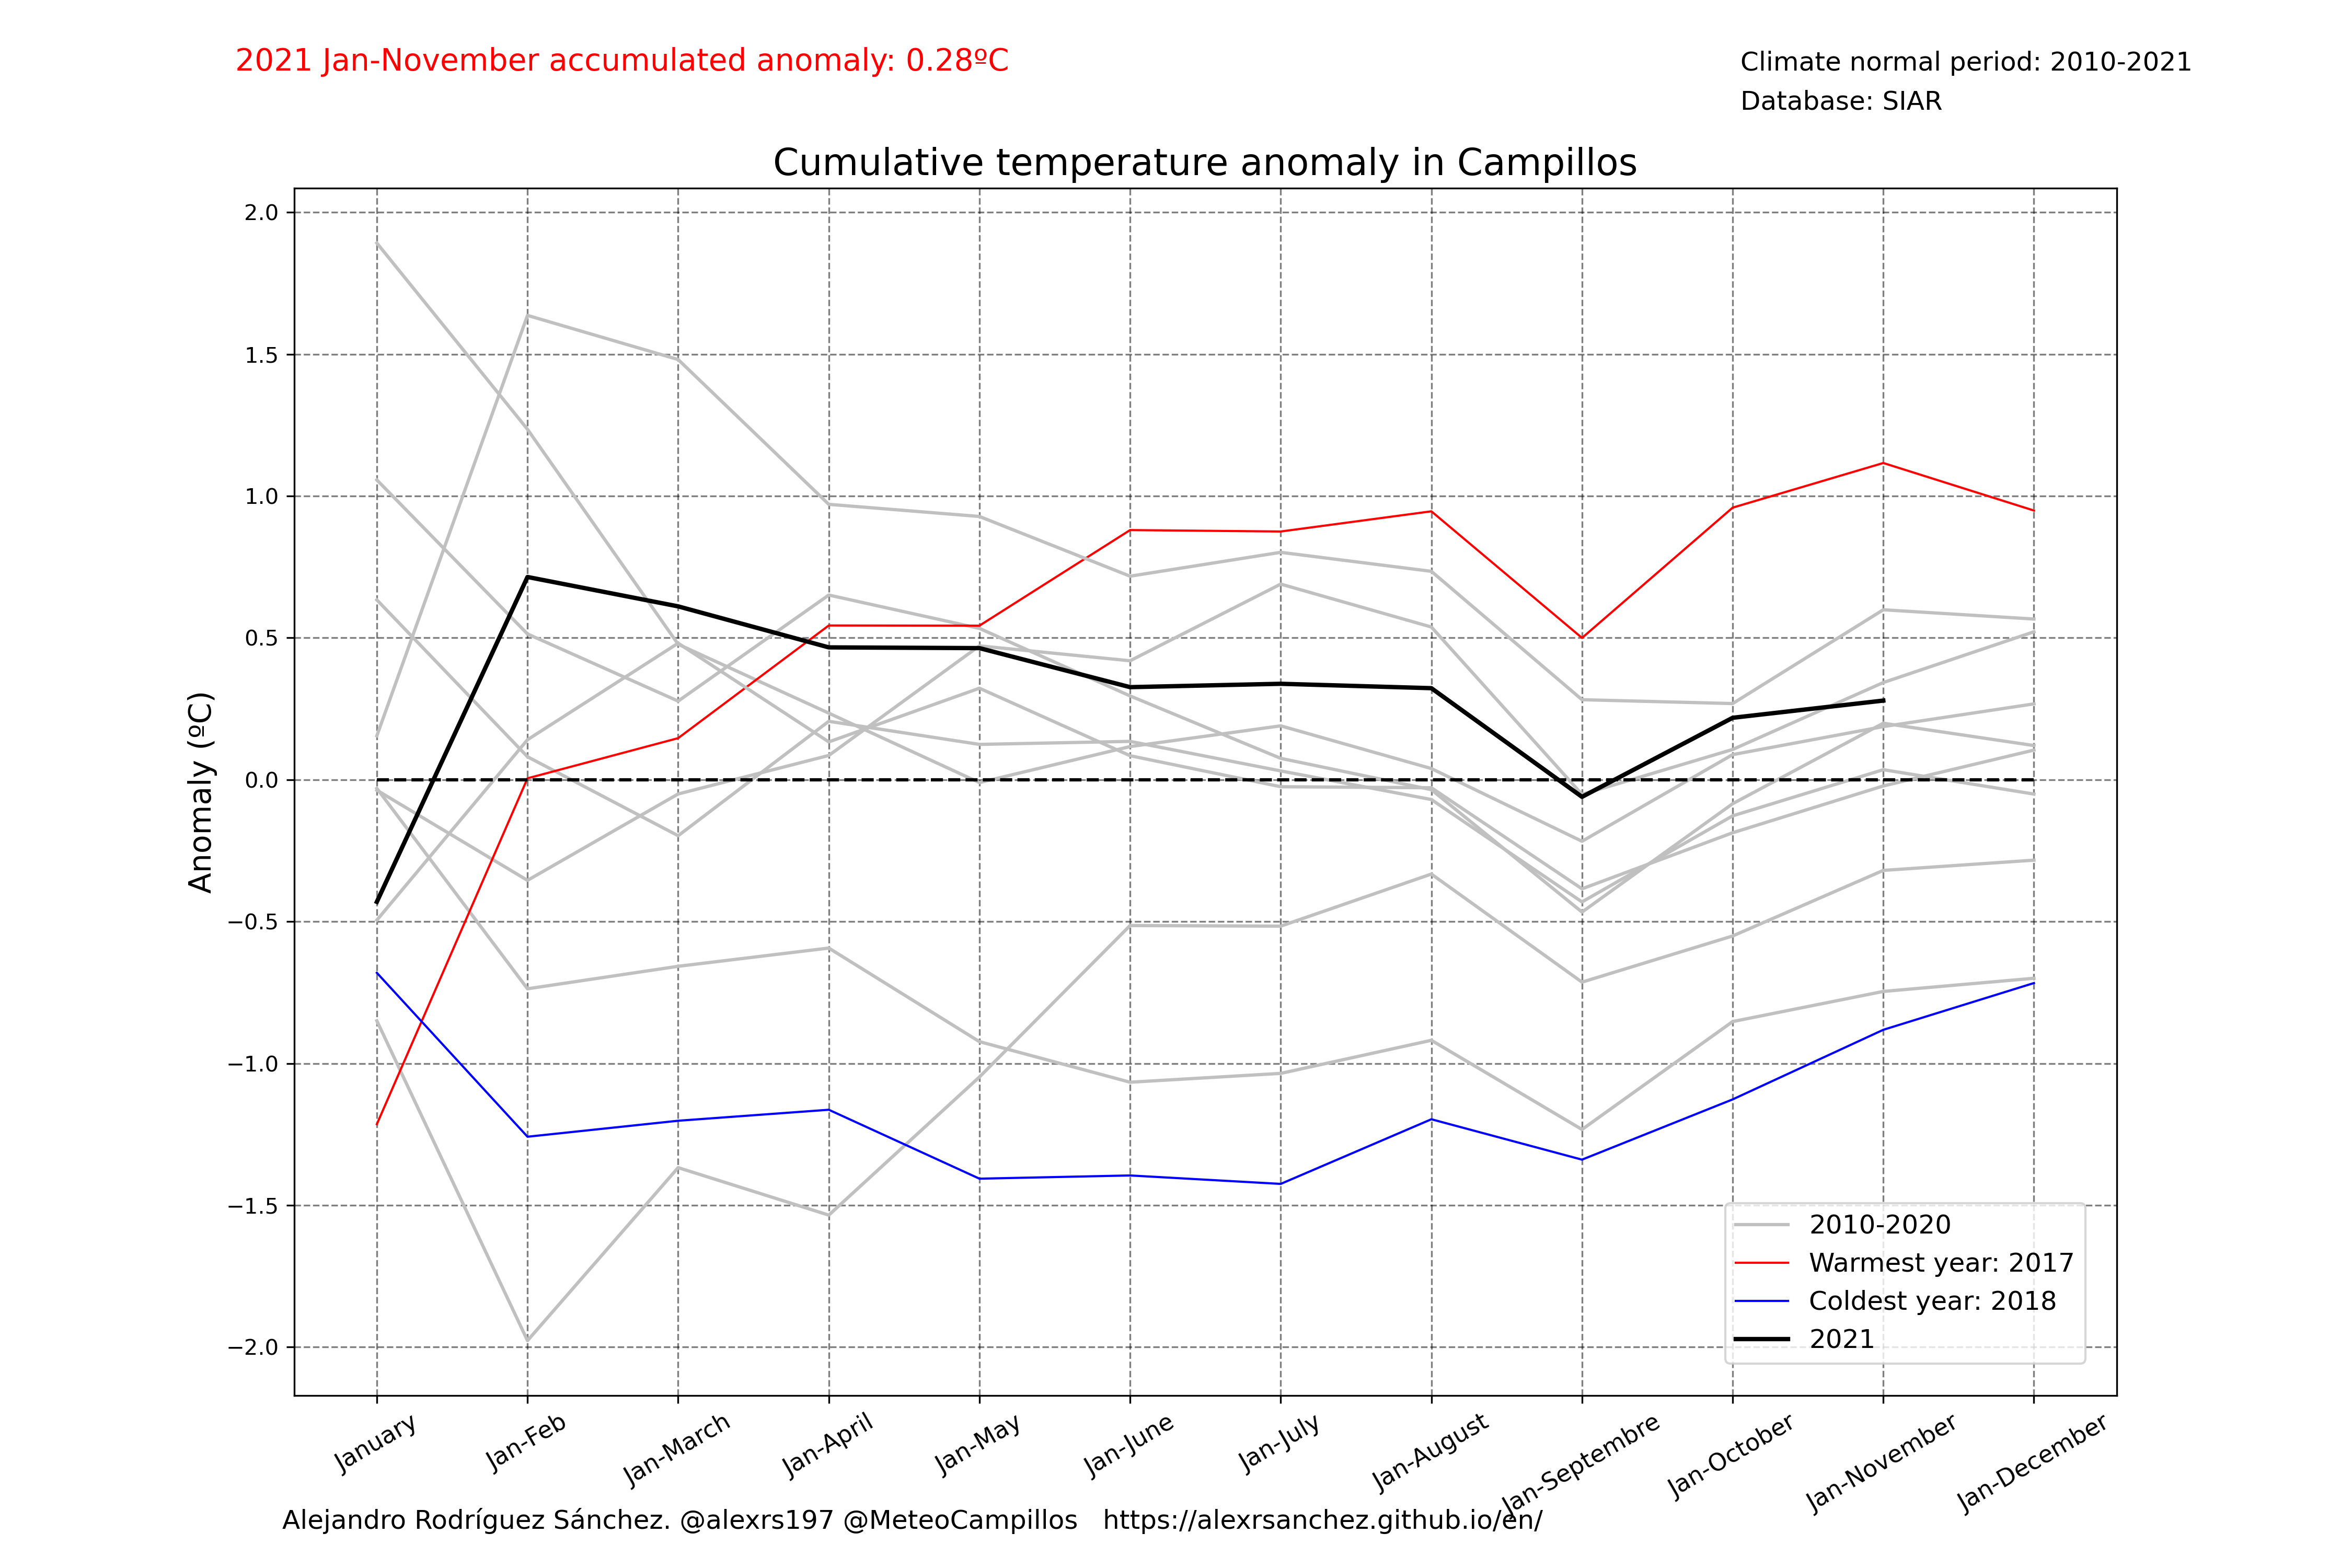 2021 Jan-November accumulated anomaly: 0.28ºC
Climate normal period: 2010-2021
Database: SIAR
Cumulative temperature anomaly in Campillos
Anomaly (ºC)
2.0
1.5
1.0
0.5
0.0
−0.5
−1.0
−1.5
−2.0
2010-2020
Warmest year: 2017
Coldest year: 2018
2021
January
Jan-Feb
Jan-March
Jan-April
Jan-May
Jan-June
Jan-July
Jan-August
Jan-Septembre
Jan-October
Jan-November
Jan-December
Alejandro Rodríguez Sánchez. @alexrs197 @MeteoCampillos https://alexrsanchez.github.io/en/